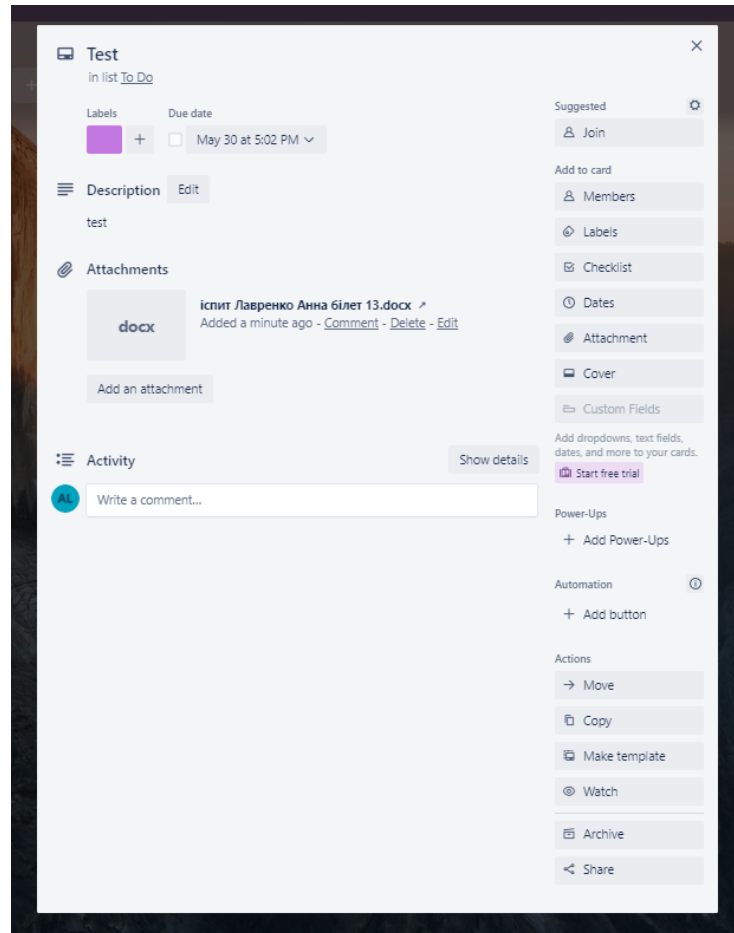 Test
in list To Do
Labels
Due date
May 30 at 5:02 PM
Description Edit
test
Attachments
docx
іспит Лавренко Анна білет 13.docx ↗
Added a minute ago - Comment - Delete - Edit
Add an attachment
Activity
Show details
AL
Write a comment...
Suggested
Join
Add to card
Members
Labels
Checklist
Dates
Attachment
Cover
Custom Fields
Add dropdowns, text fields,
dates, and more to your cards.
Start free trial
Power-Ups
+ Add Power-Ups
Automation
+ Add button
Actions
→ Move
Copy
Make template
Watch
Archive
Share